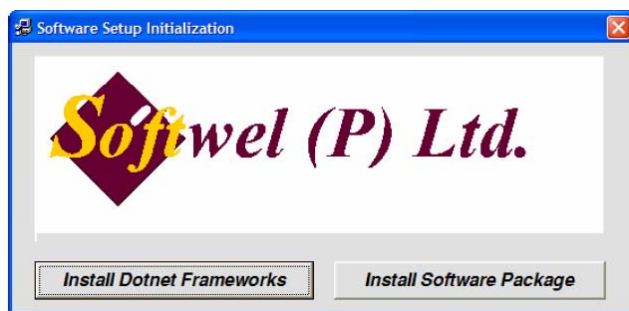 Software Setup Initialization
Softwel (P) Ltd.
Install Dotnet Frameworks
Install Software Package